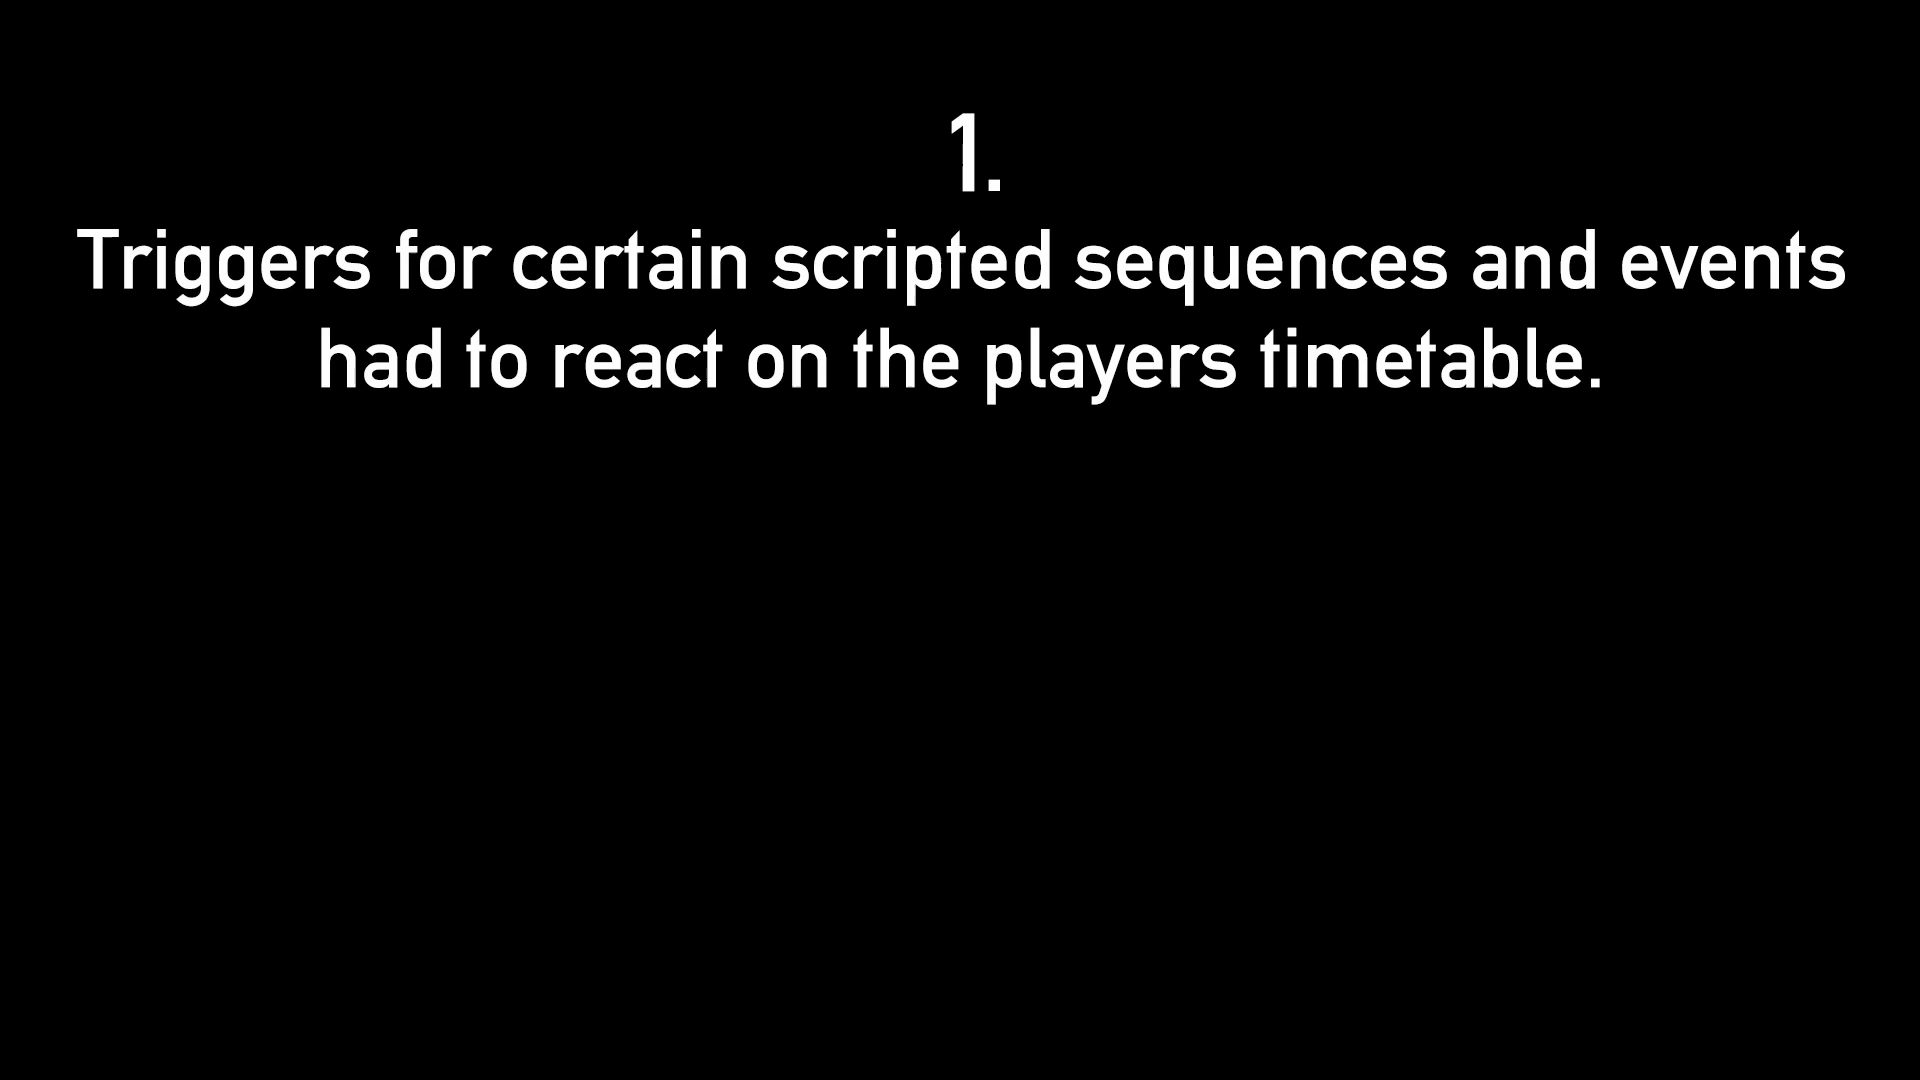 1.
Triggers for certain scripted sequences and events
had to react on the players timetable.